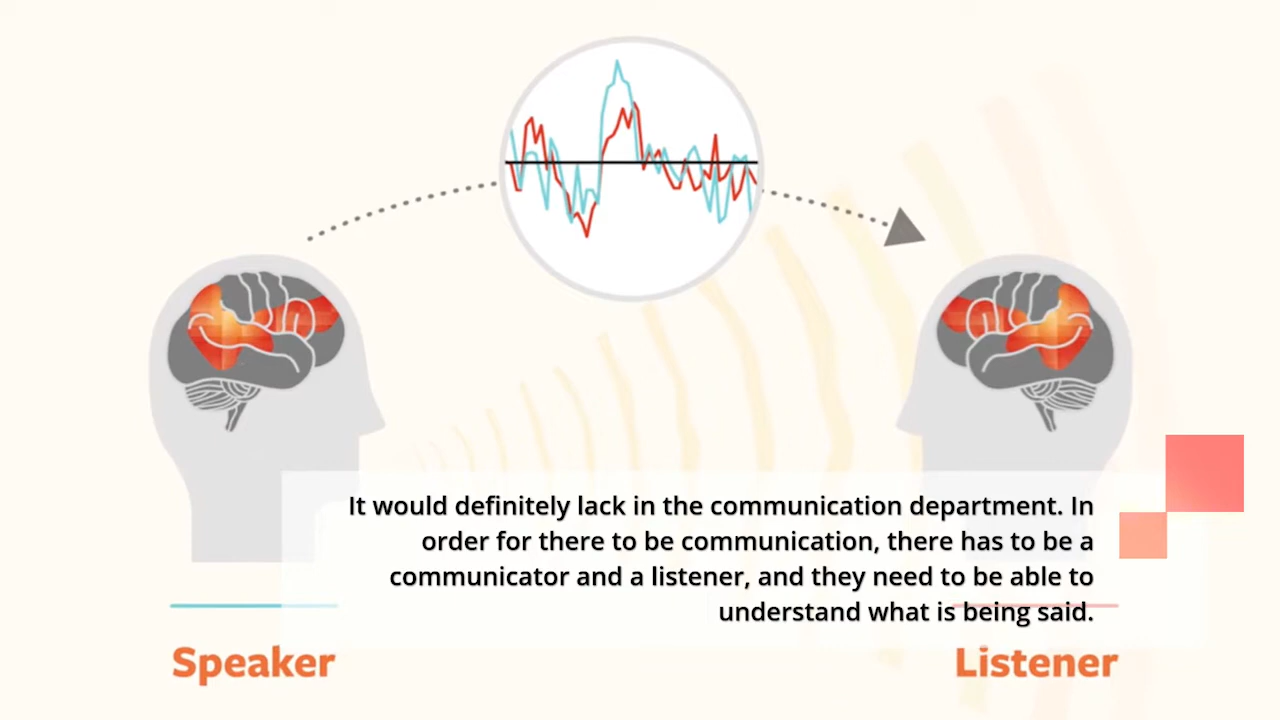 It would definitely lack in the communication department. In
order for there to be communication, there has to be a
communicator and a listener, and they need to be able to
understand what is being said.
Speaker
Listener